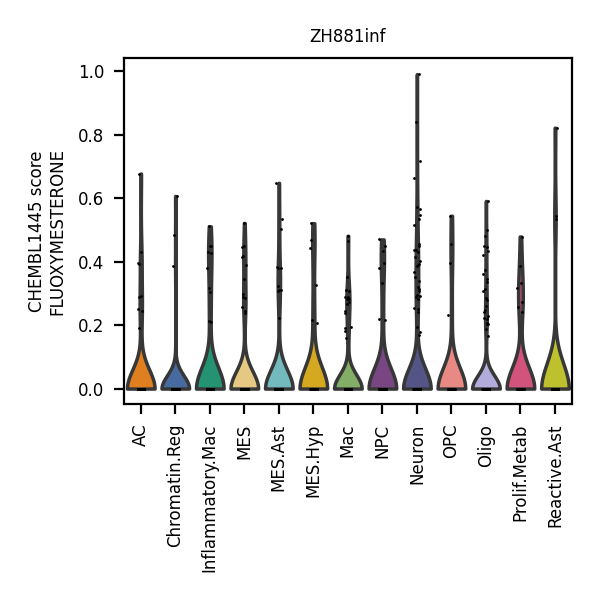 ZH881inf
CHEMBL1445 score
FLUOXYMESTERONE
1.0
0.8
0.6
0.4
0.2
0.0
AC
Chromatin.Reg
Inflammatory.Mac
MES
MES.Ast
MES.Hyp
Mac
NPC
Neuron
OPC
Oligo
Prolif.Metab
Reactive.Ast